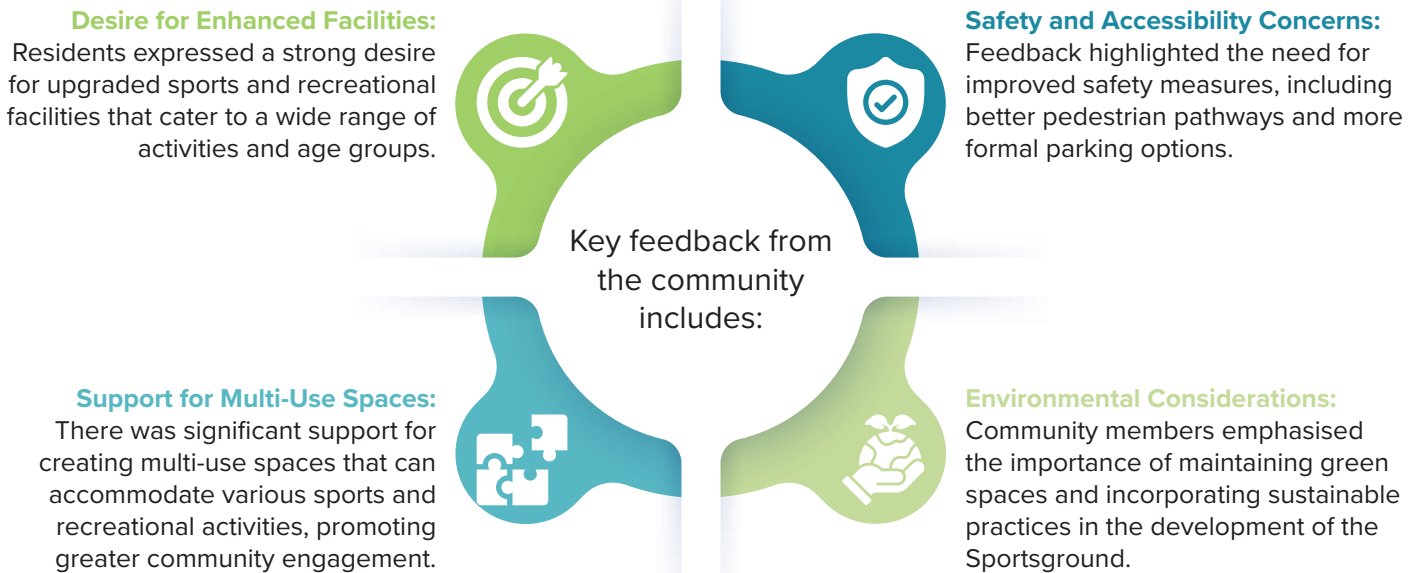 Desire for Enhanced Facilities:
Residents expressed a strong desire
for upgraded sports and recreational
facilities that cater to a wide range of
activities and age groups.
Safety and Accessibility Concerns:
Feedback highlighted the need for
improved safety measures, including
better pedestrian pathways and more
formal parking options.
Key feedback from
the community
includes:
Support for Multi-Use Spaces:
There was significant support for
creating multi-use spaces that can
accommodate various sports and
recreational activities, promoting
greater community engagement.
Environmental Considerations:
Community members emphasised
the importance of maintaining green
spaces and incorporating sustainable
practices in the development of the
Sportsground.